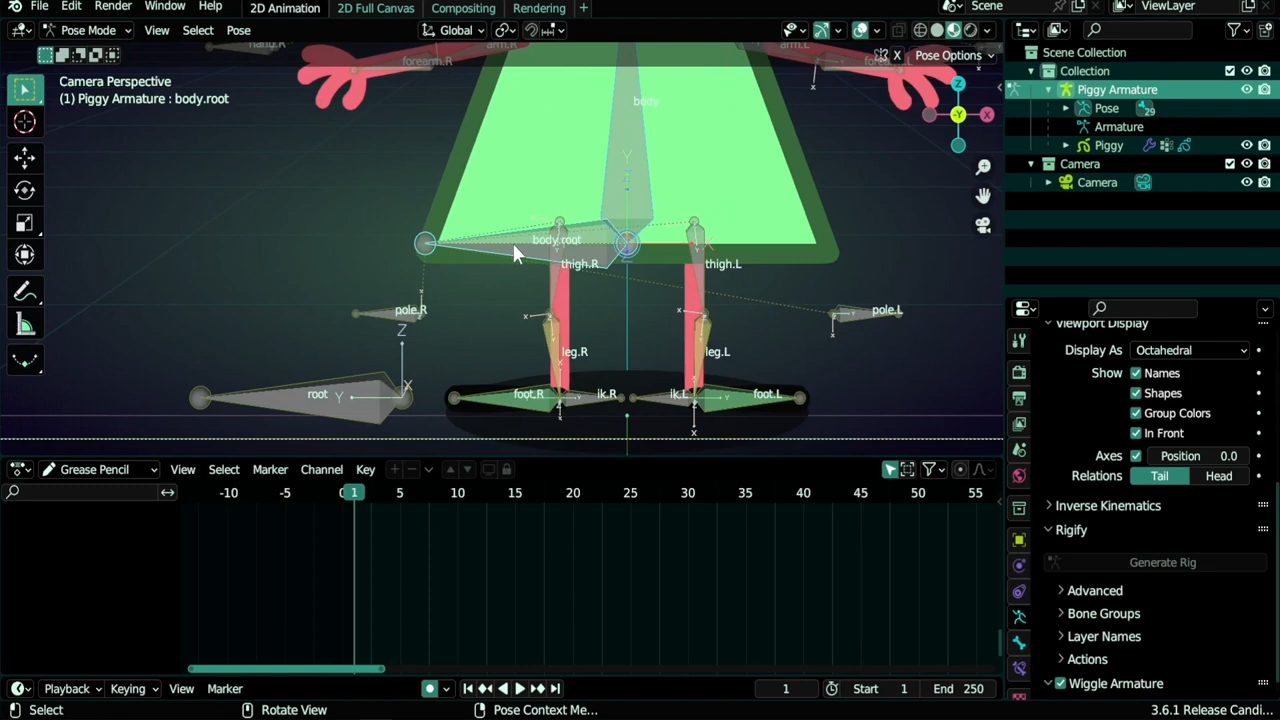 File Edit Render Window Help 2D Animation 2D Full Canvas Compositing Rendering + Scene ViewLayer
Pose Mode View Select Pose Global
Camera Perspective
(1) Piggy Armature : body.root
X Pose Options
Z
-Y
X
hand.R
arm.R
arm.L
forearm.R
body
Y
Z
body.root
thigh.R
thigh.L
pole.R
pole.L
leg.R
leg.L
root
foot.R
ik.R
ik.L
foot.L
Scene Collection
Collection
Piggy Armature
Pose 29
Armature
Piggy
Camera
Camera
Viewport Display
Display As Octahedral
Show Names
Shapes
Group Colors
In Front
Axes Position 0.0
Relations Tail Head
Inverse Kinematics
Rigify
Generate Rig
Advanced
Bone Groups
Layer Names
Actions
Wiggle Armature
Grease Pencil View Select Marker Channel Key
-10 -5 0 1 5 10 15 20 25 30 35 40 45 50 55
Playback Keying View Marker 1 Start 1 End 250
Select Rotate View Pose Context Me... 3.6.1 Release Candi...